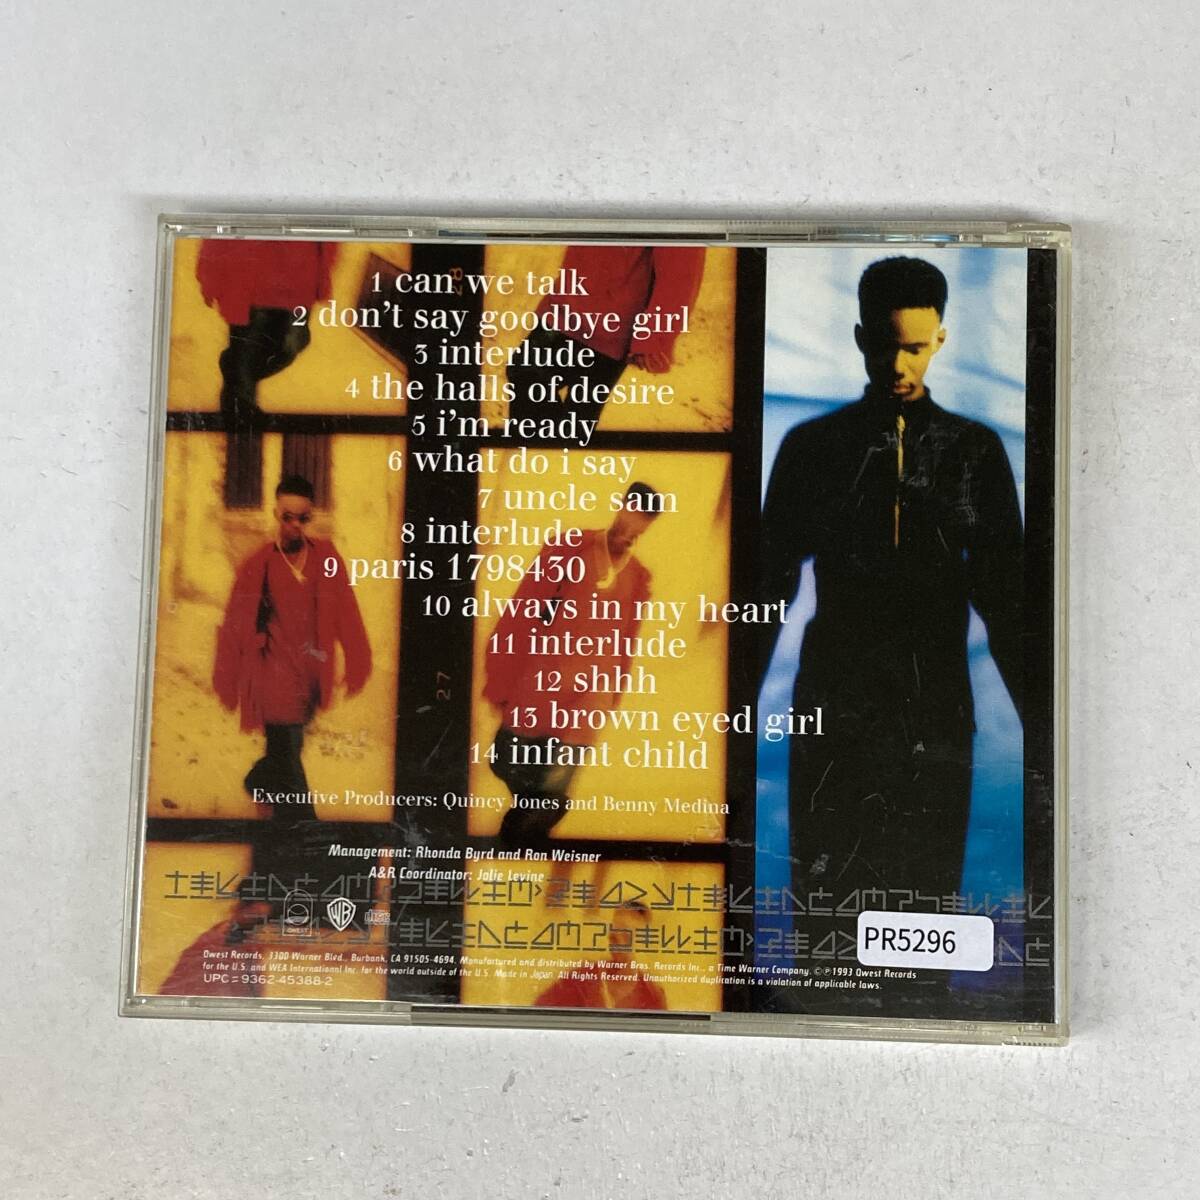 1 can we talk
2 don't say goodbye girl
3 interlude
4 the halls of desire
5 i'm ready
6 what do i say
7 uncle sam
8 interlude
9 paris 1798430
10 always in my heart
11 interlude
12 shhh
13 brown eyed girl
14 infant child
27
28
Executive Producers: Quincy Jones and Benny Medina
Management: Rhonda Byrd and Ron Weisner
A&R Coordinator: Jolie Levine
QWEST
WB
disc
PR5296
Qwest Records, 3300 Warner Blvd., Burbank, CA 91505-4694. Manufactured and distributed by Warner Bros. Records Inc., a Time Warner Company. ©℗1993 Qwest Records
for the U.S. and WEA International Inc. for the world outside of the U.S. Made in Japan. All Rights Reserved. Unauthorized duplication is a violation of applicable laws.
UPC=9362-45388-2